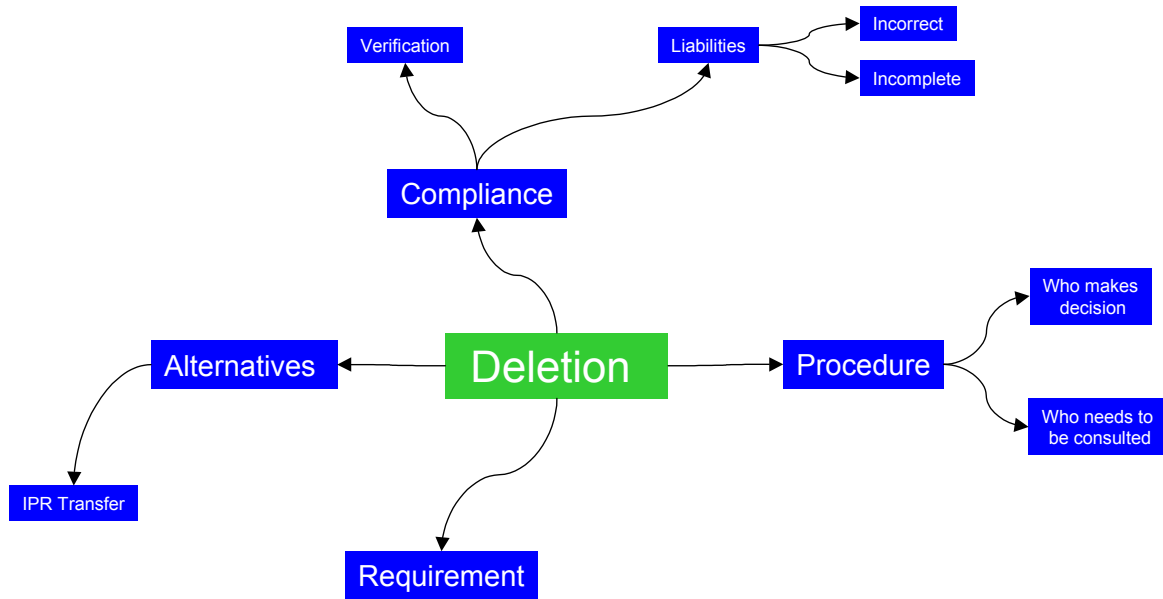 Incorrect
Verification
Liabilities
Incomplete
Compliance
Who makes
decision
Alternatives
Deletion
Procedure
Who needs to
be consulted
IPR Transfer
Requirement